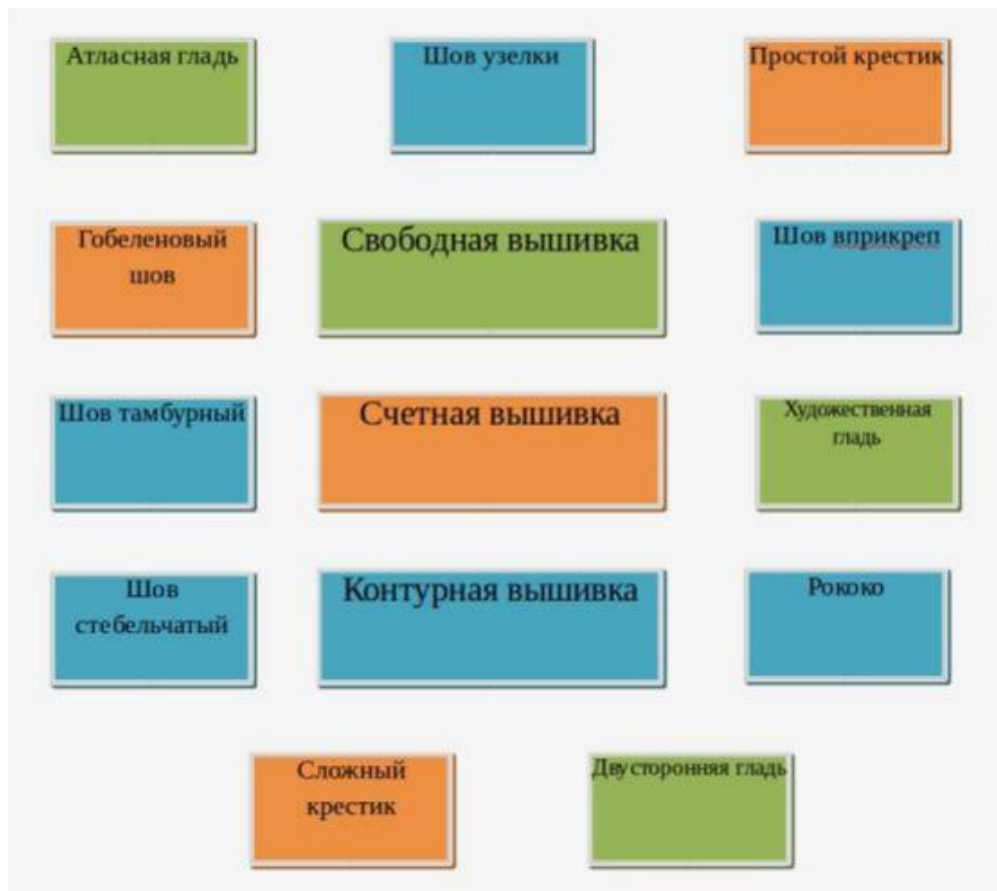 Атласная гладь
Шов узелки
Простой крестик
Гобеленовый
шов
Свободная вышивка
Шов вприкреп
Шов тамбурный
Счетная вышивка
Художественная
гладь
Шов
стебельчатый
Контурная вышивка
Рококо
Сложный
крестик
Двусторонняя гладь